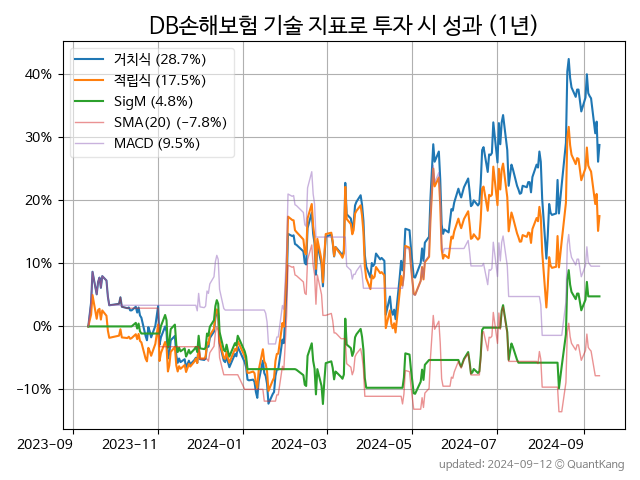 DB손해보험 기술 지표로 투자 시 성과 (1년)
거치식 (28.7%)
적립식 (17.5%)
SigM (4.8%)
SMA(20) (-7.8%)
MACD (9.5%)
40%
30%
20%
10%
0%
-10%
2023-09 2023-11 2024-01 2024-03 2024-05 2024-07 2024-09
updated: 2024-09-12 © QuantKang